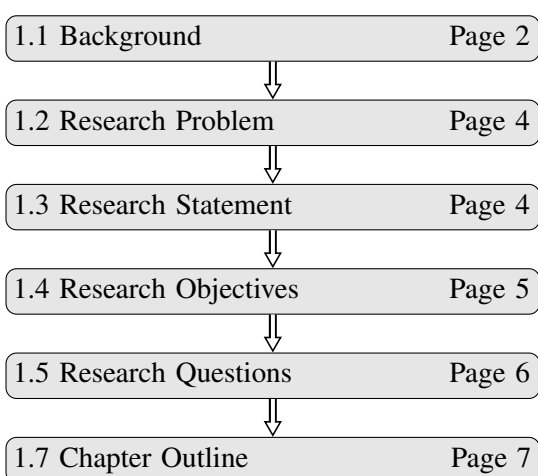 1.1 Background Page 2
1.2 Research Problem Page 4
1.3 Research Statement Page 4
1.4 Research Objectives Page 5
1.5 Research Questions Page 6
1.7 Chapter Outline Page 7